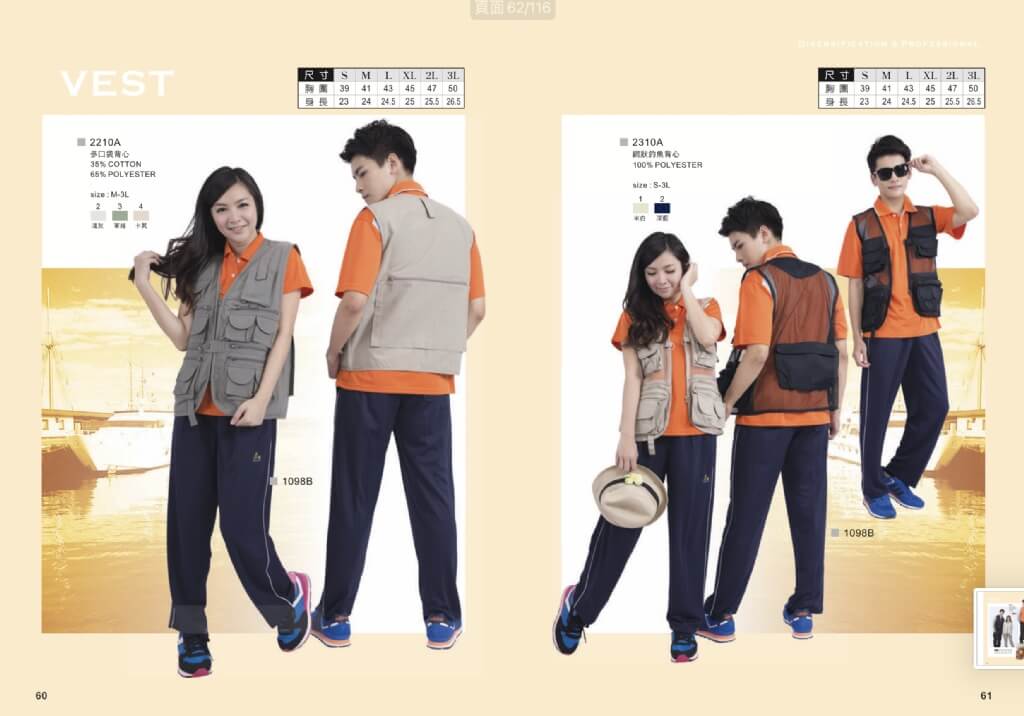 頁面 62/116
DIVERSIFICATION & PROFESSIONAL
VEST
尺寸 S M L XL 2L 3L
胸圍 39 41 43 45 47 50
身長 23 24 24.5 25 25.5 26.5
2210A
多口袋背心
35% COTTON
65% POLYESTER
size : M-3L
2 3 4
淺灰 軍綠 卡其
1098B
60
尺寸 S M L XL 2L 3L
胸圍 39 41 43 45 47 50
身長 23 24 24.5 25 25.5 26.5
2310A
網狀釣魚背心
100% POLYESTER
size : S-3L
1 2
米白 深藍
1098B
61